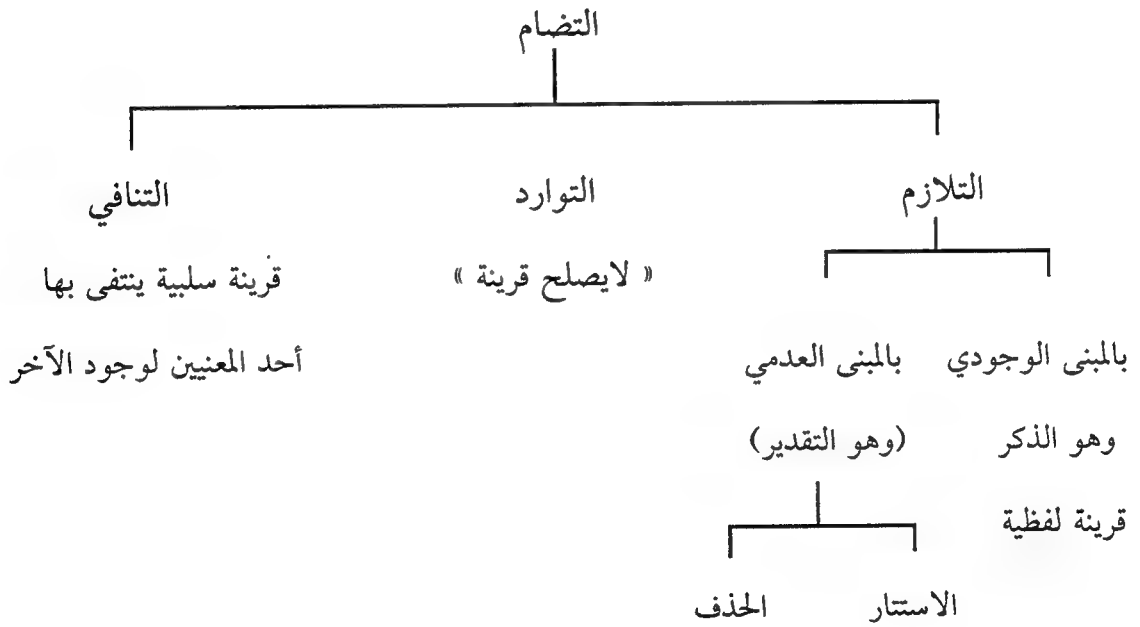 التضام
التلازم
التوارد
التنافي
« لايصلح قرينة »
قرينة سلبية ينتفى بها
بالمبنى الوجودي
بالمبنى العدمي
أحد المعنيين لوجود الآخر
وهو الذكر
(وهو التقدير)
قرينة لفظية
الاستتار
الحذف